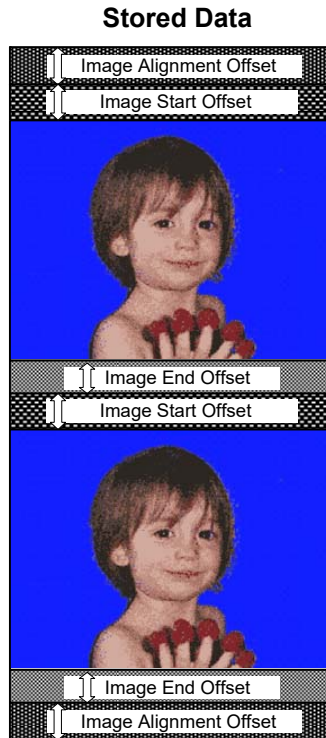 Stored Data
Image Alignment Offset
Image Start Offset
Image End Offset
Image Start Offset
Image End Offset
Image Alignment Offset